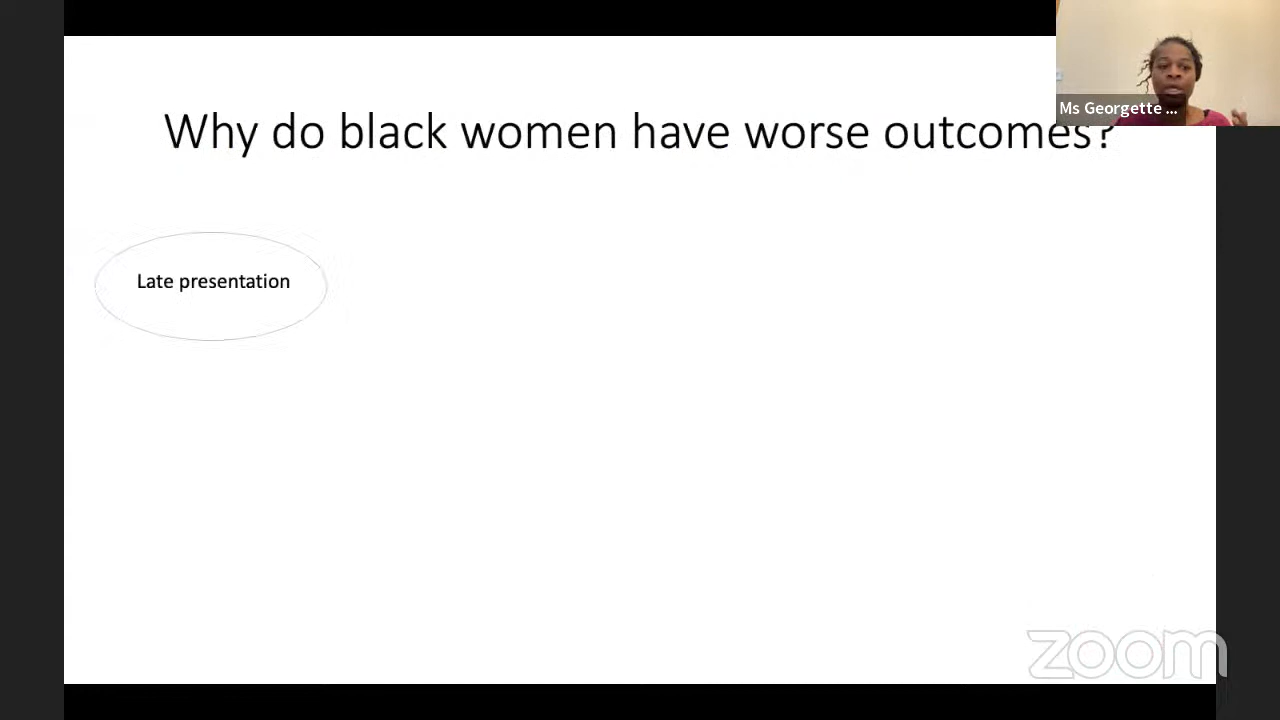 Ms Georgette ...
Why do black women have worse outcomes?
Late presentation
zoom